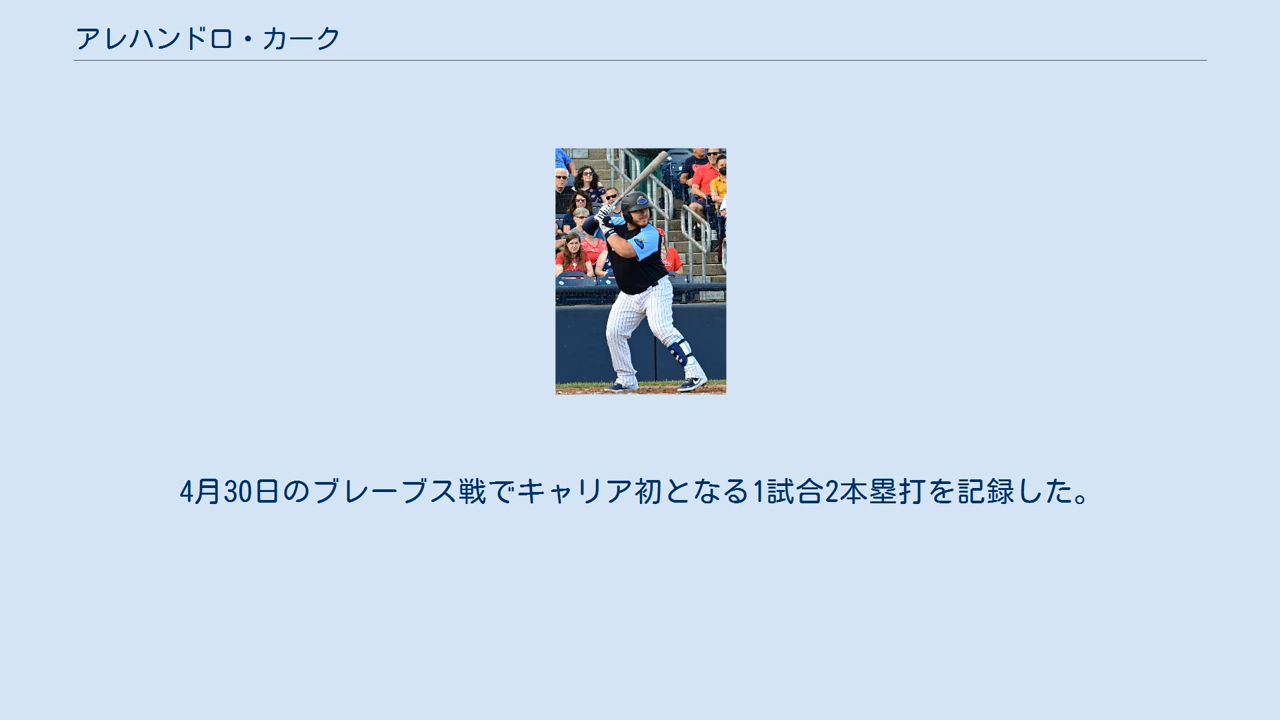 アレハンドロ・カーク
4月30日のブレーブス戦でキャリア初となる1試合2本塁打を記録した。